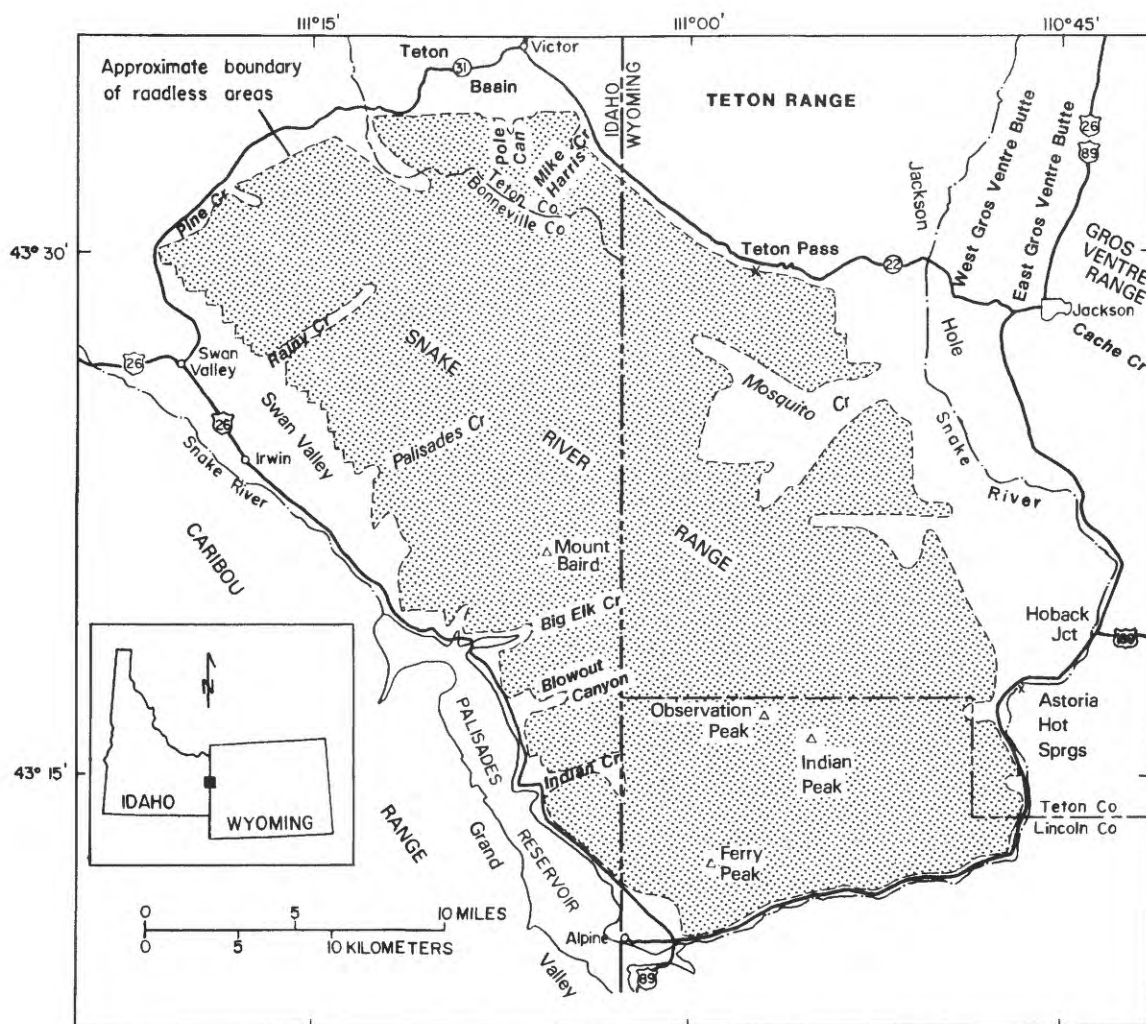 111° 15'
111° 00'
110° 45'
Approximate boundary
of roadless areas
Teton
31
Basin
Victor
IDAHO
WYOMING
TETON RANGE
26
89
Pole
Can
Mike
Harris Cr
Teton Co
Bonneville Co
Pine Cr
Jackson
West Gros Ventre Butte
East Gros Ventre Butte
GROS
VENTRE
RANGE
43° 30'
Teton Pass
22
Jackson
Cache Cr
Hole
Rainy Cr
SNAKE
26
Swan
Valley
Mosquito Cr
26
Swan Valley
Palisades Cr
Snake River
Irwin
RIVER
Snake
River
CARIBOU
Mount
Baird
RANGE
Big Elk Cr
Hoback
Jct
189
Blowout
Canyon
N
Observation
Peak
Astoria
Hot
Sprgs
PALISADES
Indian
Peak
43° 15'
Indian Cr
IDAHO
WYOMING
RANGE
Grand
RESERVOIR
Teton Co
Lincoln Co
Ferry
Peak
0 5 10 MILES
0 5 10 KILOMETERS
Alpine
Valley
89